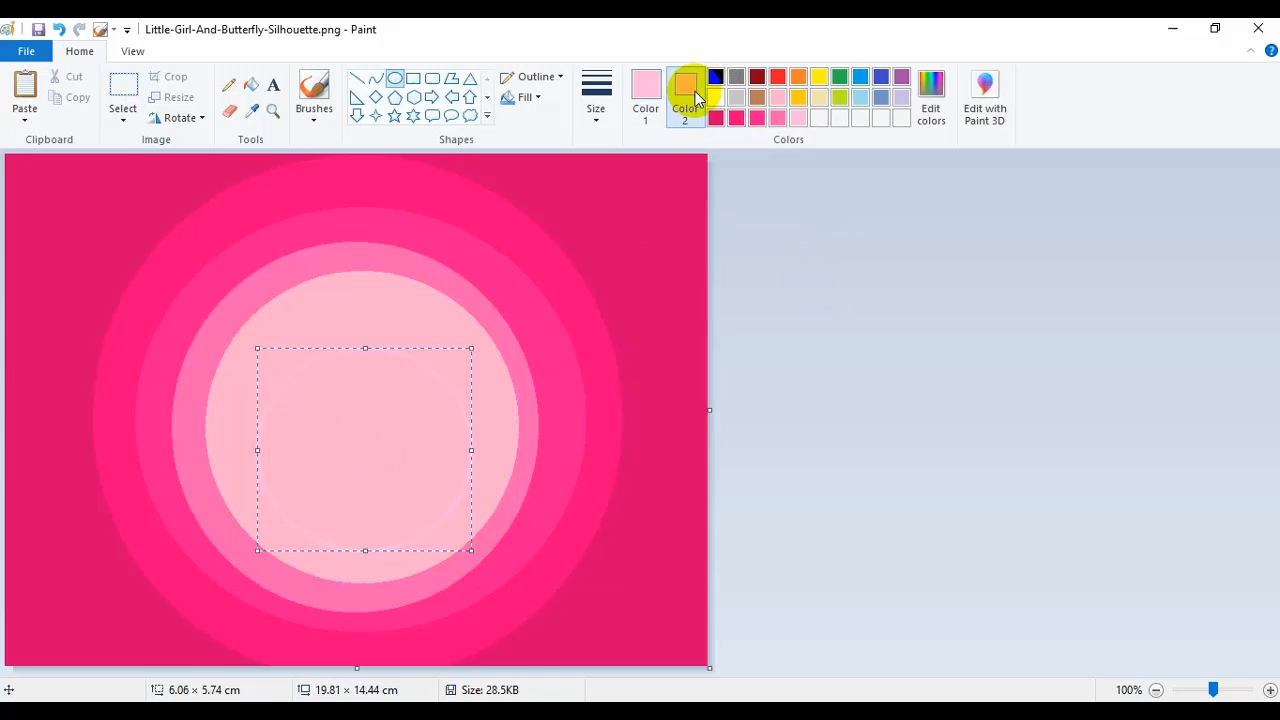 Little-Girl-And-Butterfly-Silhouette.png - Paint
File Home View
Paste
Cut
Copy
Clipboard
Select
Crop
Resize
Rotate
Image
A
Tools
Brushes
Outline
Fill
Shapes
Size
Color
1
Color
2
Edit
colors
Colors
Edit with
Paint 3D
6.06 × 5.74 cm
19.81 × 14.44 cm
Size: 28.5KB
100%